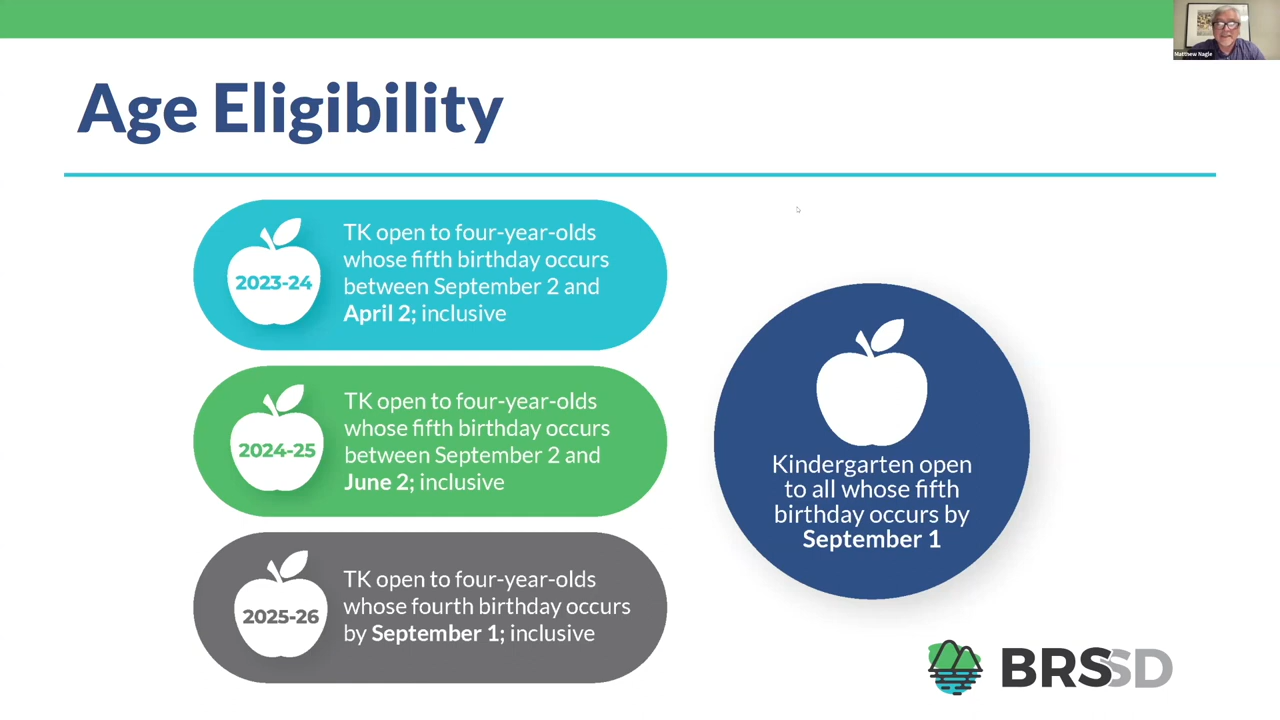 Matthew Nagle
Age Eligibility
2023-24
TK open to four-year-olds
whose fifth birthday occurs
between September 2 and
April 2; inclusive
2024-25
TK open to four-year-olds
whose fifth birthday occurs
between September 2 and
June 2; inclusive
2025-26
TK open to four-year-olds
whose fourth birthday occurs
by September 1; inclusive
Kindergarten open
to all whose fifth
birthday occurs by
September 1
BRSSD